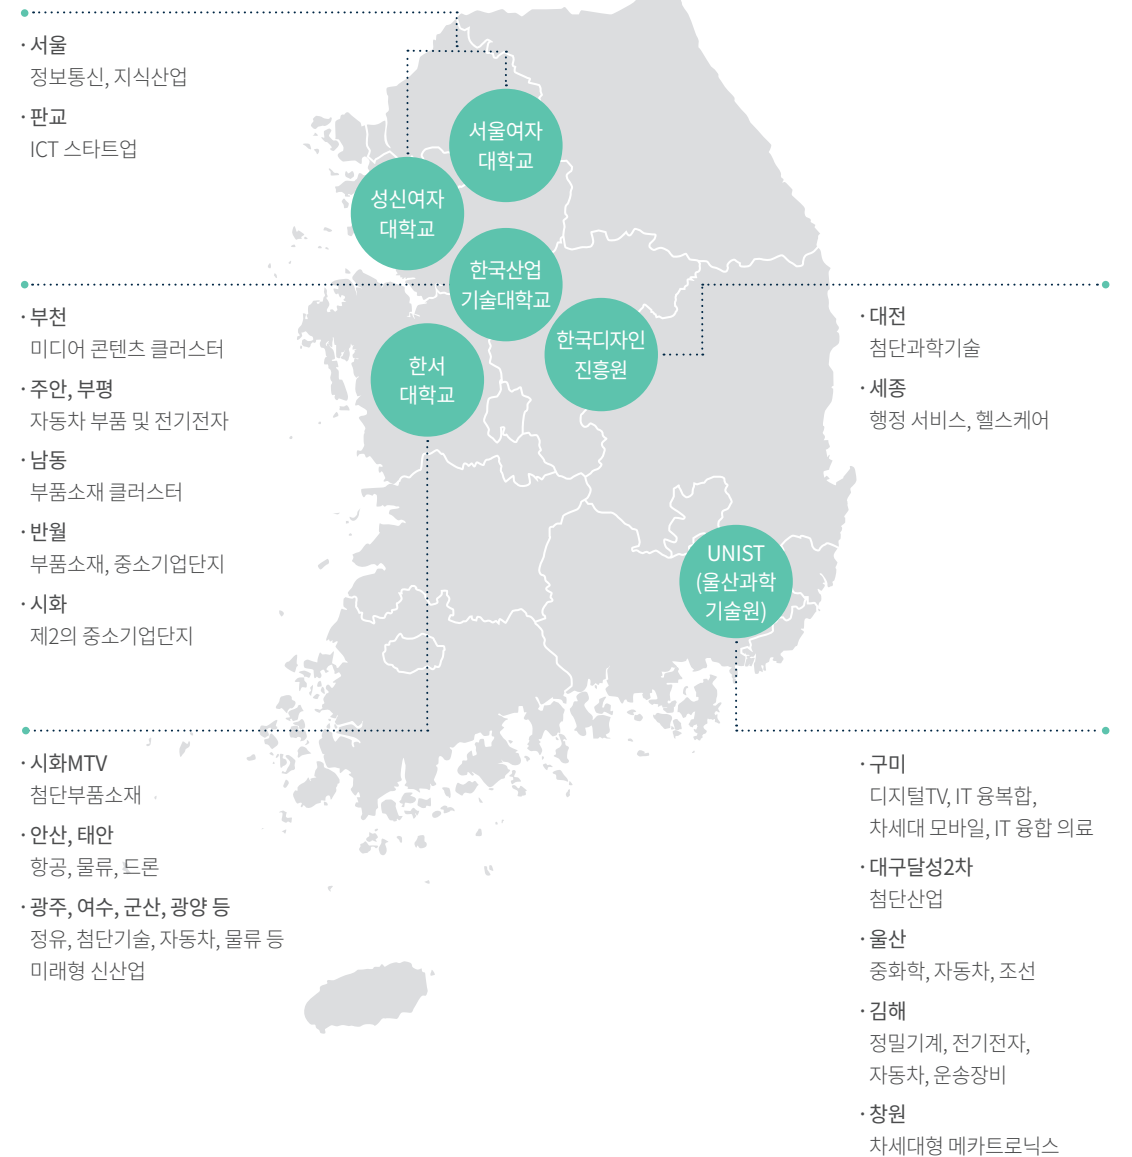 · 서울
정보통신, 지식산업
· 판교
ICT 스타트업
서울여자
대학교
성신여자
대학교
한국산업
기술대학교
한국디자인
진흥원
한서
대학교
UNIST
(울산과학
기술원)
· 부천
미디어 콘텐츠 클러스터
· 주안, 부평
자동차 부품 및 전기전자
· 남동
부품소재 클러스터
· 반월
부품소재, 중소기업단지
· 시화
제2의 중소기업단지
· 대전
첨단과학기술
· 세종
행정 서비스, 헬스케어
· 시화MTV
첨단부품소재
· 안산, 태안
항공, 물류, 드론
· 광주, 여수, 군산, 광양 등
정유, 첨단기술, 자동차, 물류 등
미래형 신산업
· 구미
디지털TV, IT 융복합,
차세대 모바일, IT 융합 의료
· 대구달성2차
첨단산업
· 울산
중화학, 자동차, 조선
· 김해
정밀기계, 전기전자,
자동차, 운송장비
· 창원
차세대형 메카트로닉스